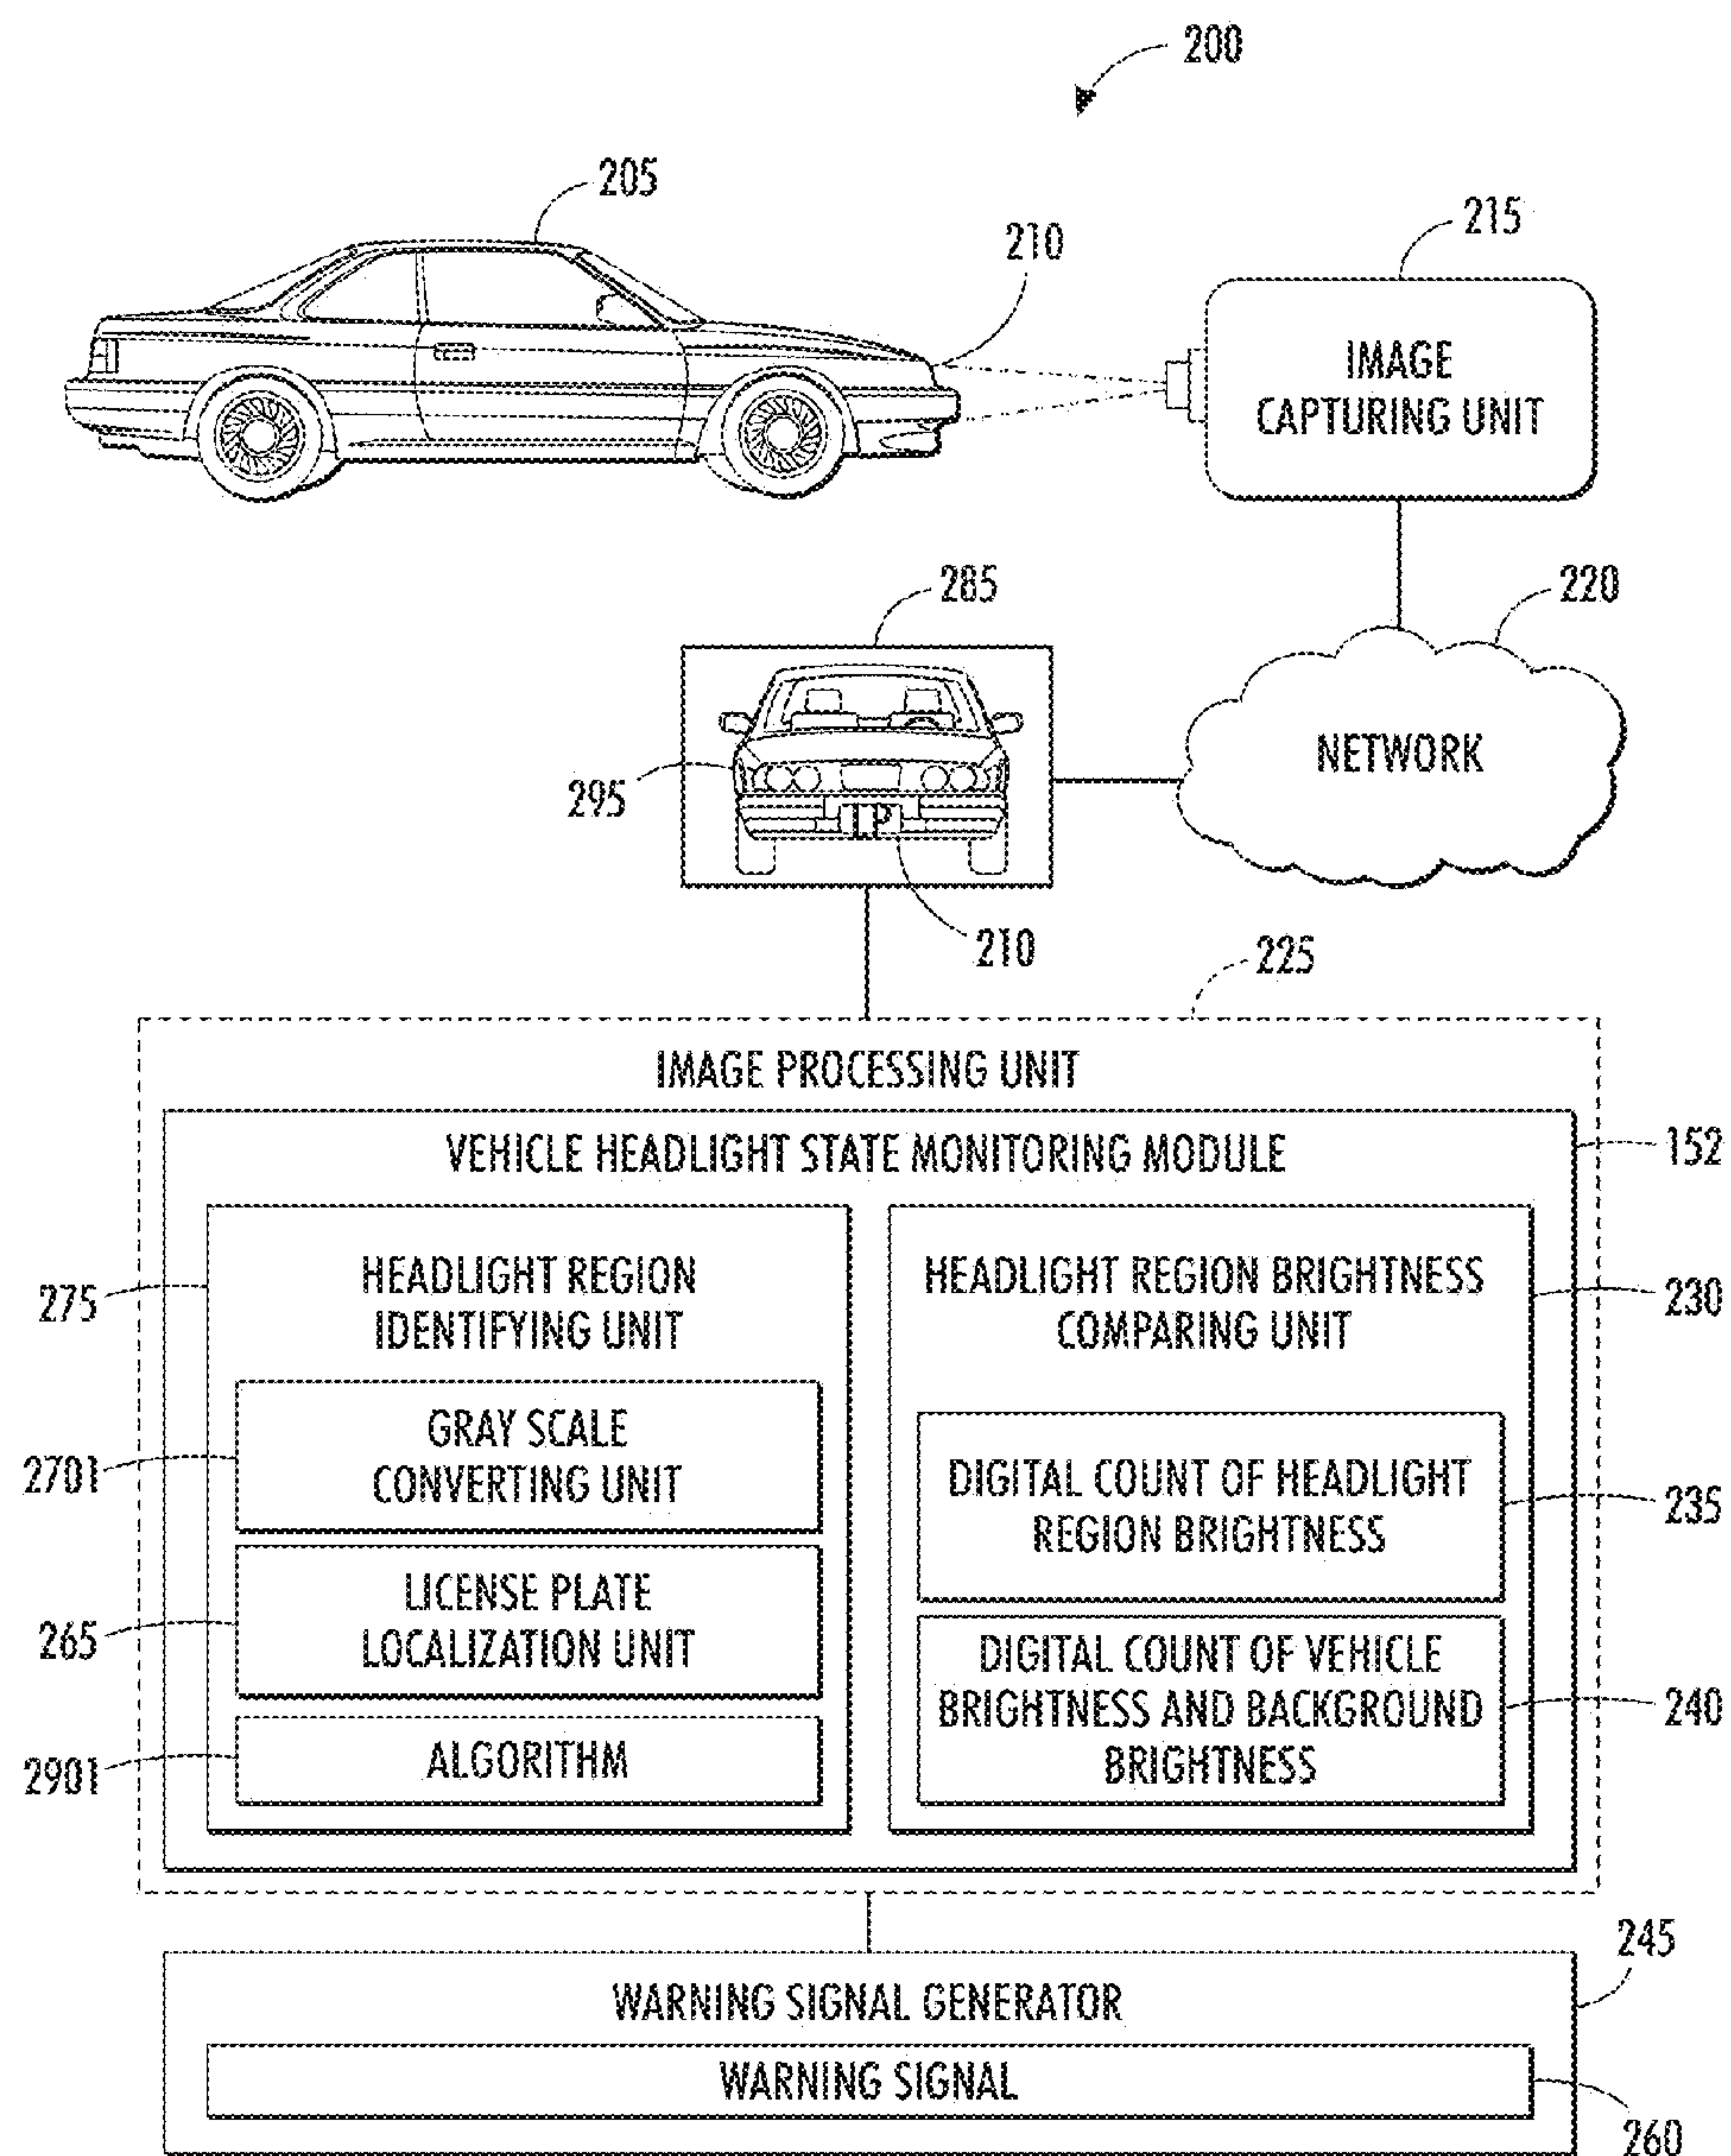 200
205
210
215
IMAGE
CAPTURING UNIT
285
220
NETWORK
295
LP
210
225
IMAGE PROCESSING UNIT
VEHICLE HEADLIGHT STATE MONITORING MODULE
152
275
HEADLIGHT REGION
IDENTIFYING UNIT
HEADLIGHT REGION BRIGHTNESS
COMPARING UNIT
230
2701
GRAY SCALE
CONVERTING UNIT
DIGITAL COUNT OF HEADLIGHT
REGION BRIGHTNESS
235
265
LICENSE PLATE
LOCALIZATION UNIT
DIGITAL COUNT OF VEHICLE
BRIGHTNESS AND BACKGROUND
BRIGHTNESS
240
2901
ALGORITHM
245
WARNING SIGNAL GENERATOR
WARNING SIGNAL
260